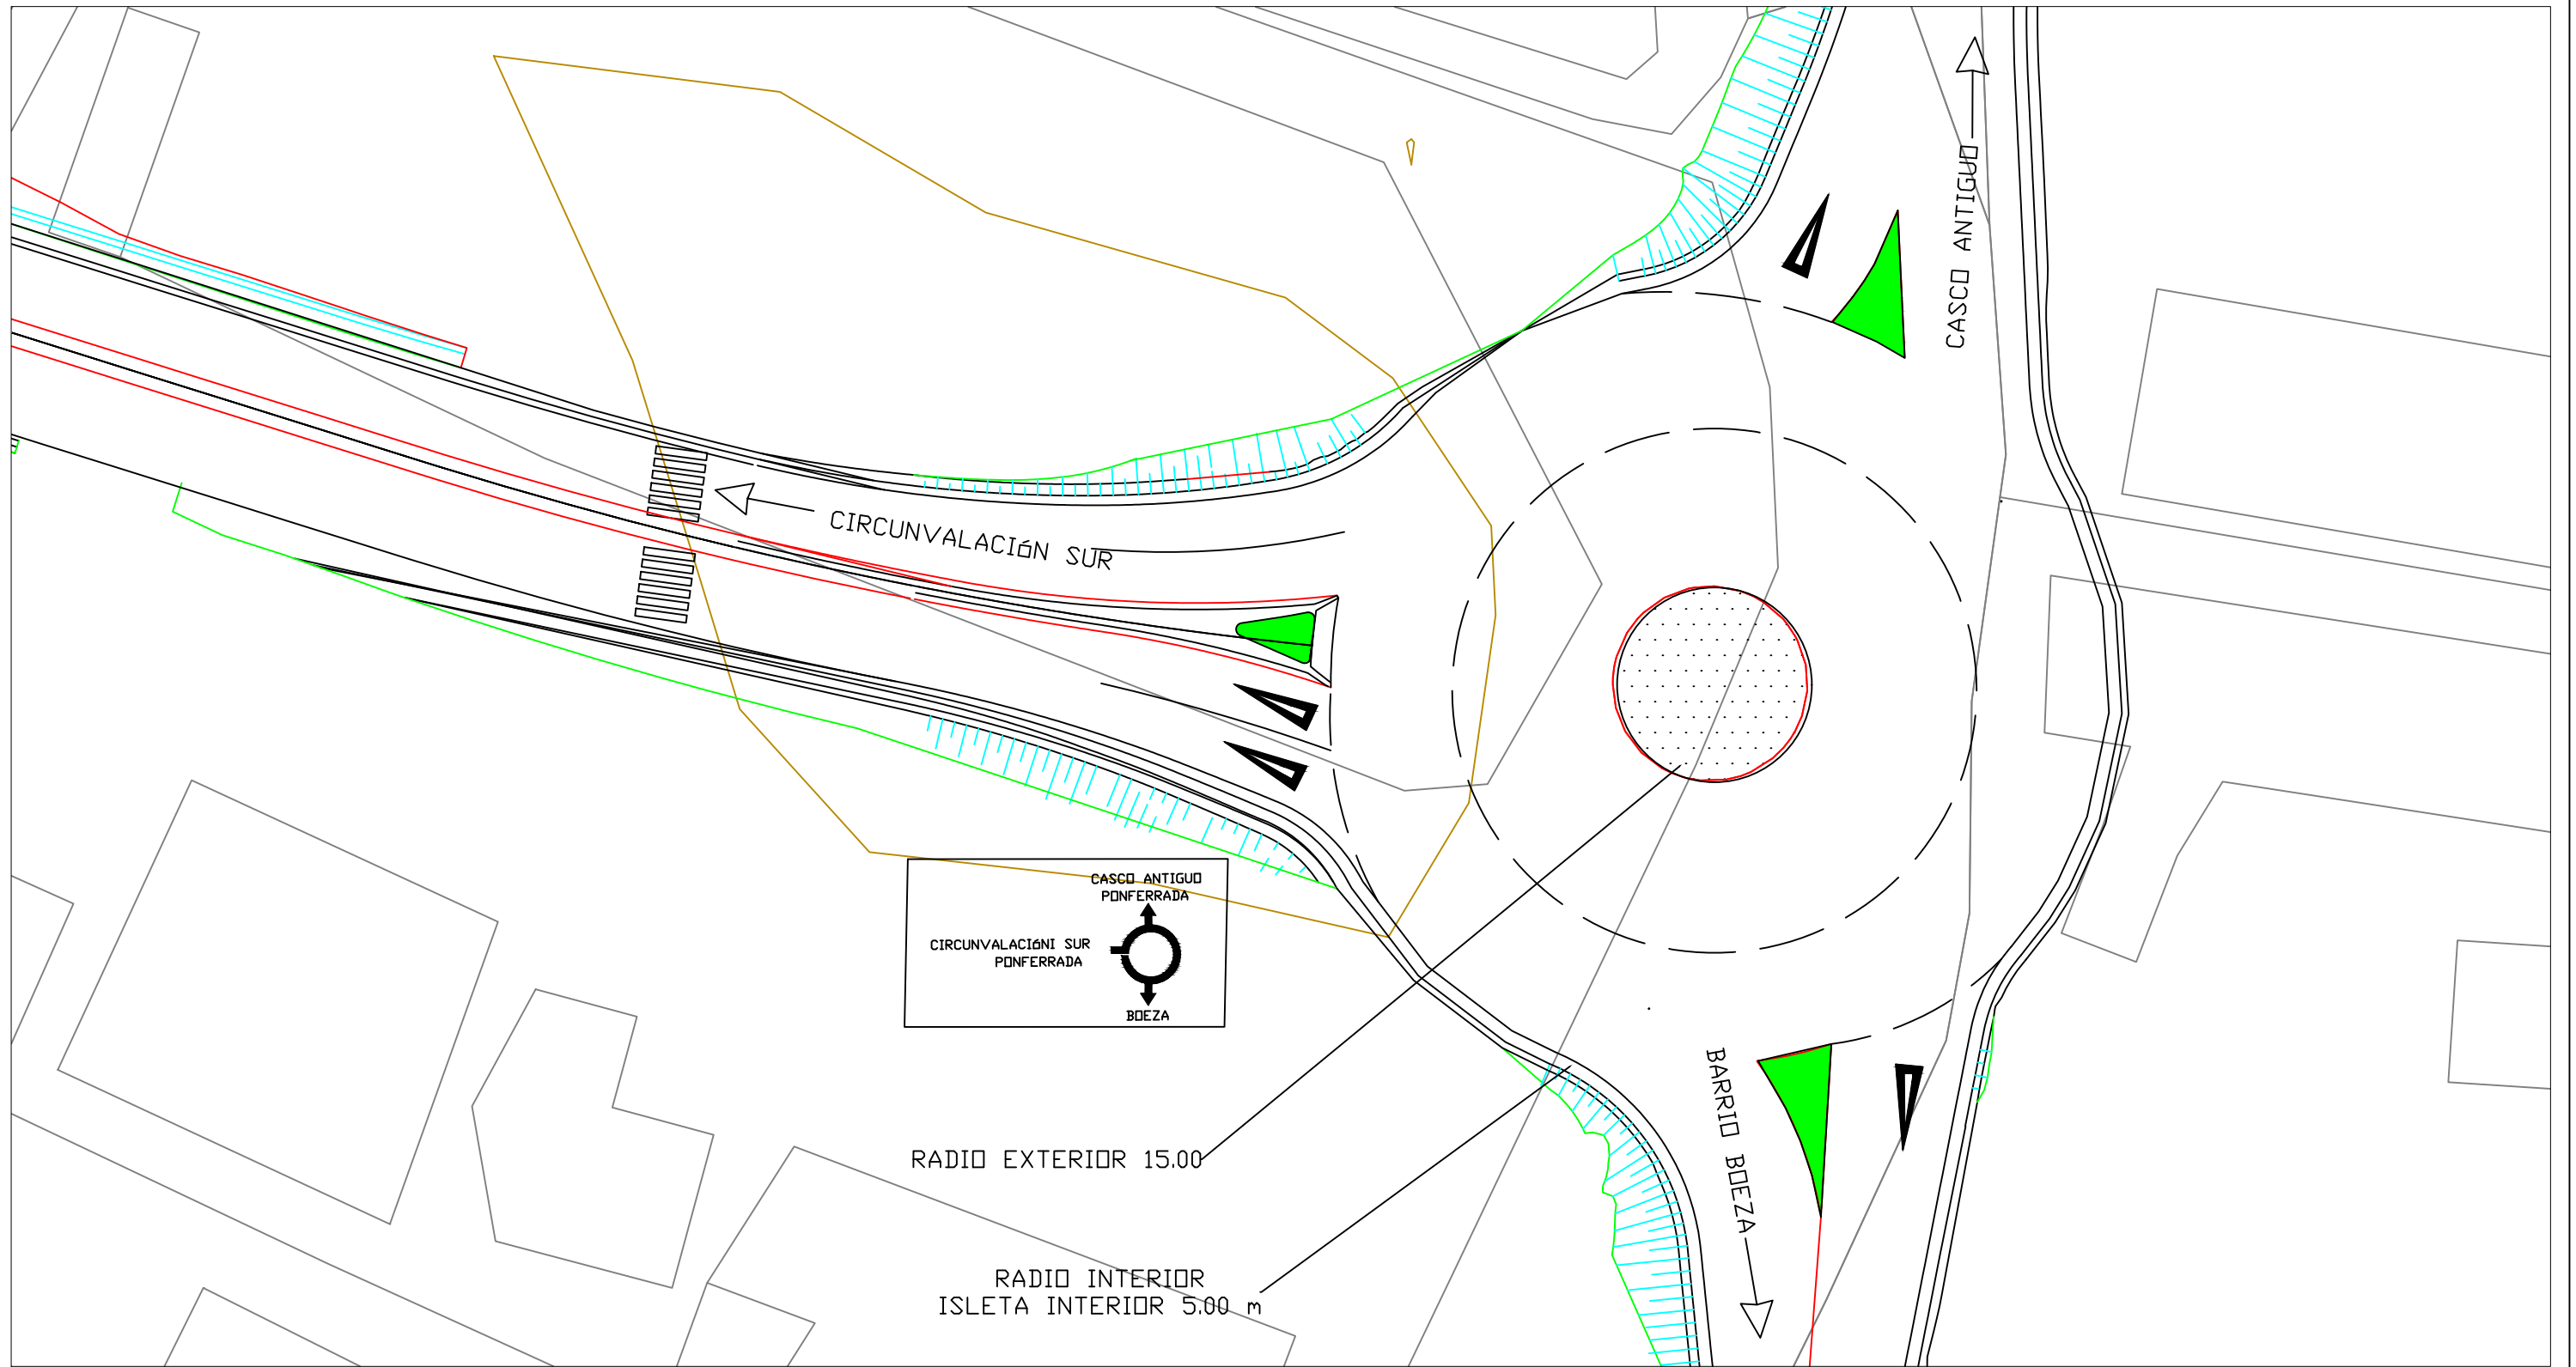 CASCO ANTIGUO
CIRCUNVALACIóN SUR
CASCO ANTIGUO
PONFERRADA
CIRCUNVALACIóNI SUR
PONFERRADA
BOEZA
BARRIO BOEZA
RADIO EXTERIOR 15.00
RADIO INTERIOR
ISLETA INTERIOR 5.00 m